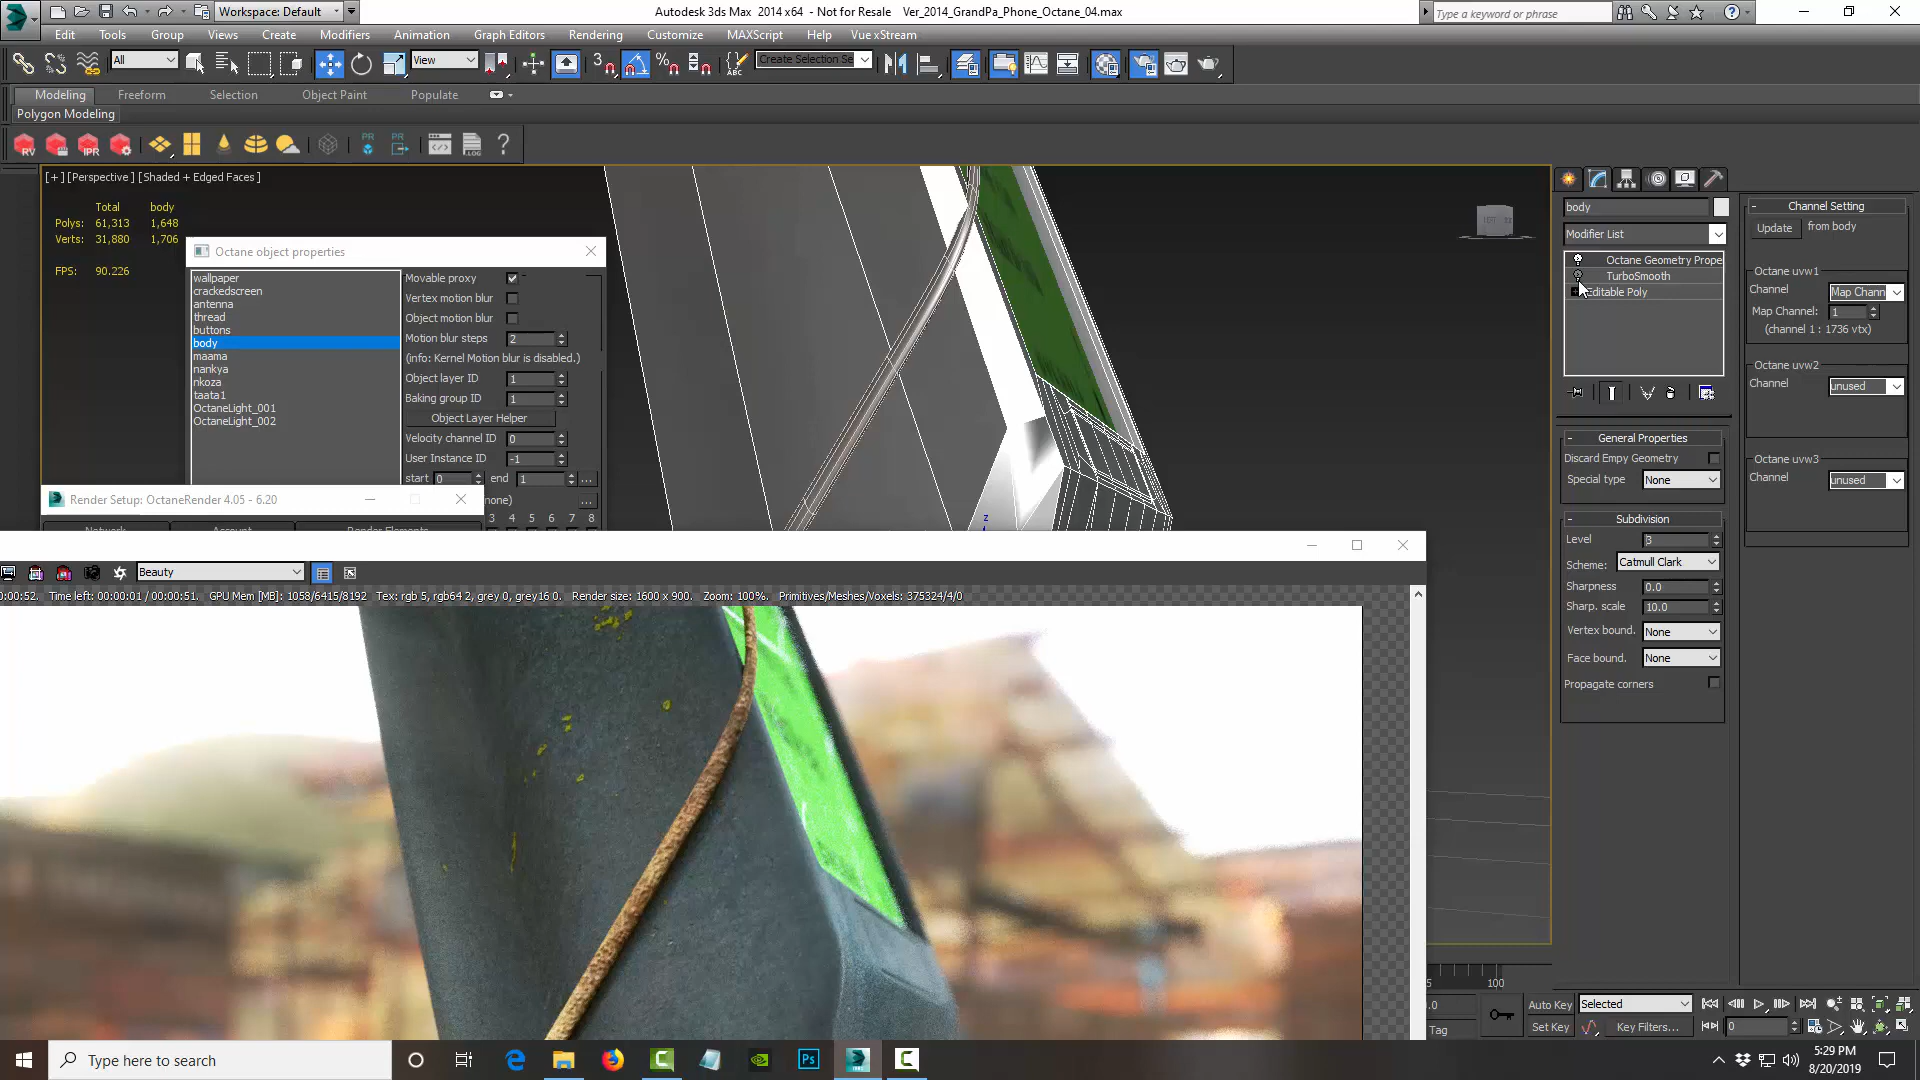 Workspace: Default
Autodesk 3ds Max 2014 x64 - Not for Resale Ver_2014_GrandPa_Phone_Octane_04.max
Type a keyword or phrase
Edit Tools Group Views Create Modifiers Animation Graph Editors Rendering Customize MAXScript Help Vue xStream
All View Create Selection Se
Modeling Freeform Selection Object Paint Populate
Polygon Modeling
RV IPR PR PR LOG
[+] [Perspective] [Shaded + Edged Faces]
Total body
Polys: 61,313 1,648
Verts: 31,880 1,706
FPS: 90.226
Octane object properties
wallpaper
crackedscreen
antenna
thread
buttons
body
maama
nankya
nkoza
taata1
OctaneLight_001
OctaneLight_002
Movable proxy
Vertex motion blur
Object motion blur
Motion blur steps 2
(info: Kernel Motion blur is disabled.)
Object layer ID 1
Baking group ID 1
Object Layer Helper
Velocity channel ID 0
User Instance ID -1
start 0 end 1 ...
none) ...
3 4 5 6 7 8
Render Setup: OctaneRender 4.05 - 6.20
Network Account Render Elements
z
Beauty
0:00:52. Time left: 00:00:01 / 00:00:51. GPU Mem [MB]: 1058/6415/8192 Tex: rgb 5, rgb64 2, grey 0, grey16 0. Render size: 1600 x 900. Zoom: 100%. Primitives/Meshes/Voxels: 375324/4/0
body
Modifier List
Octane Geometry Prope
TurboSmooth
Editable Poly
General Properties
Discard Empy Geometry
Special type None
Subdivision
Level 3
Scheme: Catmull Clark
Sharpness 0.0
Sharp. scale 10.0
Vertex bound. None
Face bound. None
Propagate corners
Channel Setting
Update from body
Octane uvw1
Channel Map Chann
Map Channel: 1
(channel 1 : 1736 vtx)
Octane uvw2
Channel unused
Octane uvw3
Channel unused
100
Auto Key Selected
Tag Set Key Key Filters... 0
Type here to search
5:29 PM
8/20/2019